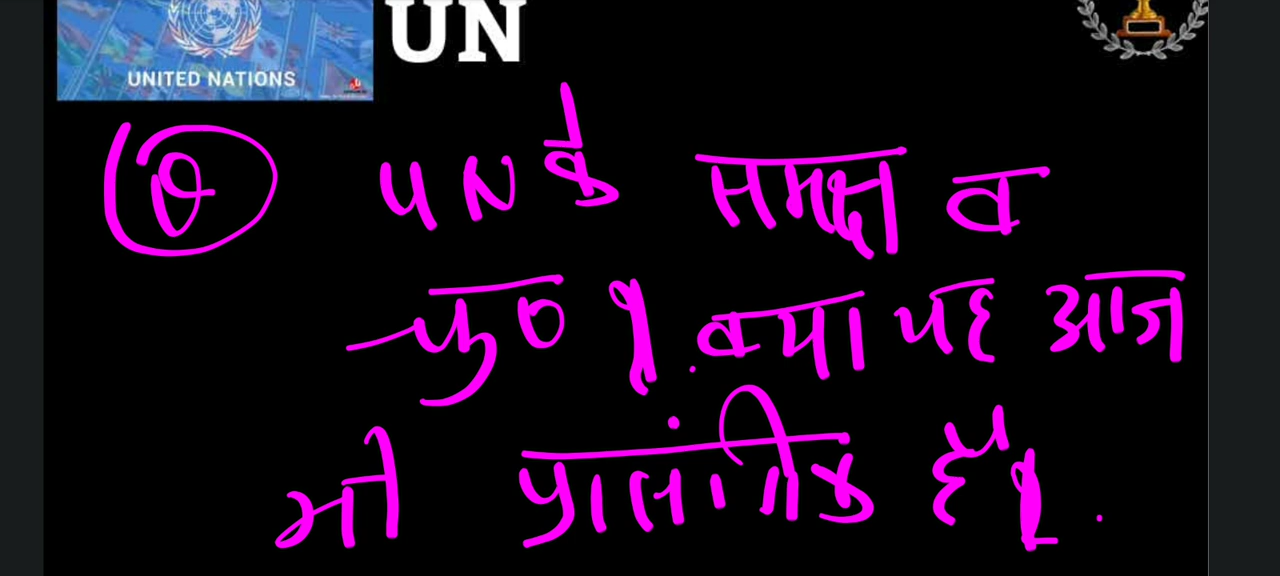 UNITED NATIONS
UN
Q UN के समक्ष व
चुनौ? क्या यह आज
भी प्रासंगिक है?